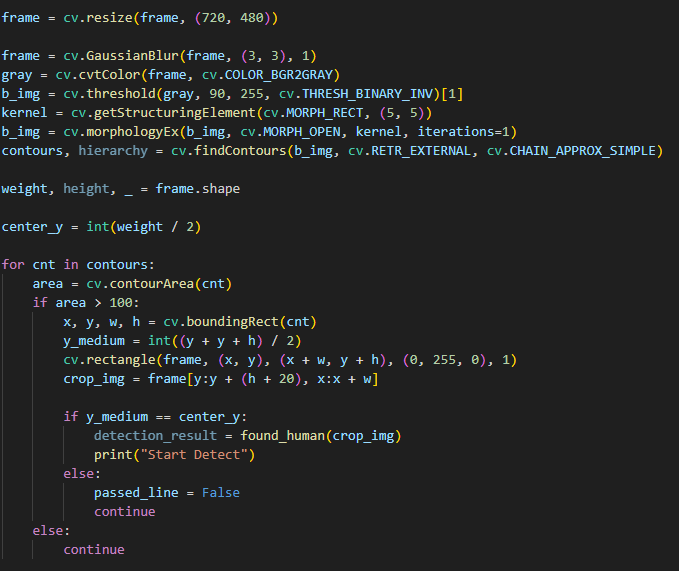 frame = cv.resize(frame, (720, 480))
frame = cv.GaussianBlur(frame, (3, 3), 1)
gray = cv.cvtColor(frame, cv.COLOR_BGR2GRAY)
b_img = cv.threshold(gray, 90, 255, cv.THRESH_BINARY_INV)[1]
kernel = cv.getStructuringElement(cv.MORPH_RECT, (5, 5))
b_img = cv.morphologyEx(b_img, cv.MORPH_OPEN, kernel, iterations=1)
contours, hierarchy = cv.findContours(b_img, cv.RETR_EXTERNAL, cv.CHAIN_APPROX_SIMPLE)
weight, height, _ = frame.shape
center_y = int(weight / 2)
for cnt in contours:
    area = cv.contourArea(cnt)
    if area > 100:
        x, y, w, h = cv.boundingRect(cnt)
        y_medium = int((y + y + h) / 2)
        cv.rectangle(frame, (x, y), (x + w, y + h), (0, 255, 0), 1)
        crop_img = frame[y:y + (h + 20), x:x + w]
        if y_medium == center_y:
            detection_result = found_human(crop_img)
            print("Start Detect")
        else:
            passed_line = False
            continue
    else:
        continue